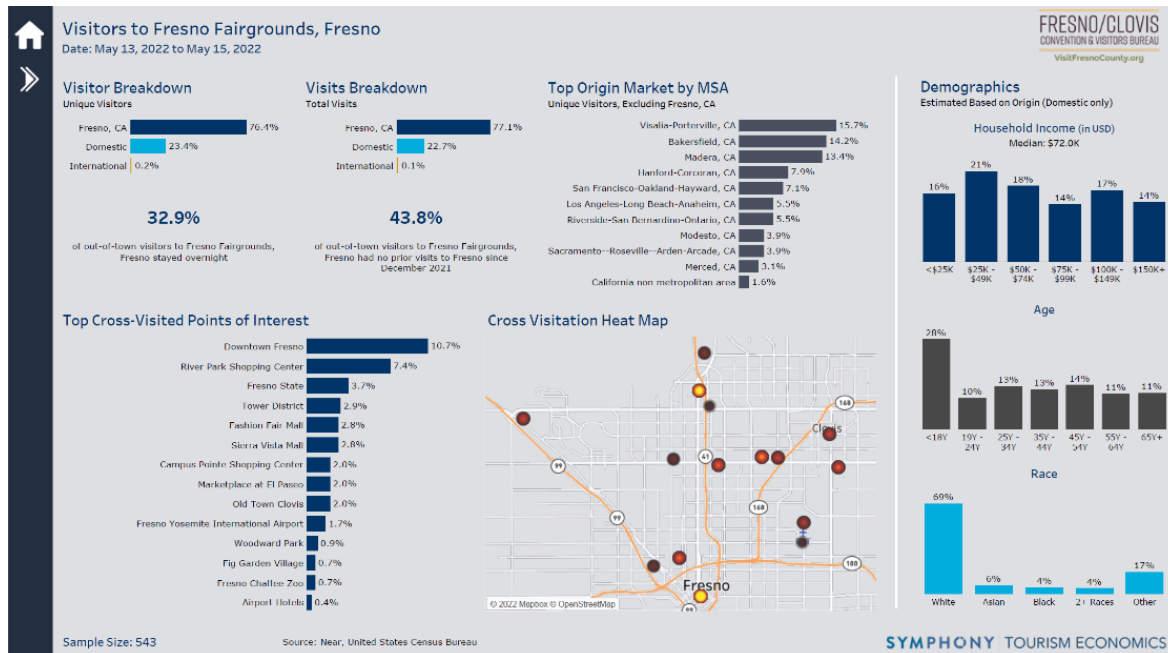 Visitors to Fresno Fairgrounds, Fresno
Date: May 13, 2022 to May 15, 2022
FRESNO/CLOVIS
CONVENTION & VISITORS BUREAU
VisitFresnoCounty.org
Visitor Breakdown
Unique Visitors
Fresno, CA 76.4%
Domestic 23.4%
International 0.2%
32.9%
of out-of-town visitors to Fresno Fairgrounds,
Fresno stayed overnight
Visits Breakdown
Total Visits
Fresno, CA 77.1%
Domestic 22.7%
International 0.1%
43.8%
of out-of-town visitors to Fresno Fairgrounds,
Fresno had no prior visits to Fresno since
December 2021
Top Origin Market by MSA
Unique Visitors, Excluding Fresno, CA
Visalia-Porterville, CA 15.7%
Bakersfield, CA 14.2%
Madera, CA 13.4%
Hanford-Corcoran, CA 7.9%
San Francisco-Oakland-Hayward, CA 7.1%
Los Angeles-Long Beach-Anaheim, CA 5.5%
Riverside-San Bernardino-Ontario, CA 5.5%
Modesto, CA 3.9%
Sacramento--Roseville--Arden-Arcade, CA 3.9%
Merced, CA 3.1%
California non metropolitan area 1.6%
Demographics
Estimated Based on Origin (Domestic only)
Household Income (in USD)
Median: $72.0K
16% 21% 18% 14% 17% 14%
<$25K $25K - $50K - $75K - $100K - $150K+
$49K $74K $99K $149K
Age
28% 10% 13% 13% 14% 11% 11%
<18Y 19Y - 25Y - 35Y - 45Y - 55Y - 65Y+
24Y 34Y 44Y 54Y 64Y
Race
69% 6% 4% 4% 17%
White Asian Black 2+ Races Other
Top Cross-Visited Points of Interest
Downtown Fresno 10.7%
River Park Shopping Center 7.4%
Fresno State 3.7%
Tower District 2.9%
Fashion Fair Mall 2.8%
Sierra Vista Mall 2.8%
Campus Pointe Shopping Center 2.0%
Marketplace at El Paseo 2.0%
Old Town Clovis 2.0%
Fresno Yosemite International Airport 1.7%
Woodward Park 0.9%
Fig Garden Village 0.7%
Fresno Chaffee Zoo 0.7%
Airport Hotels 0.4%
Cross Visitation Heat Map
168
Clovis
41
99
168
99
180
Fresno
99
© 2022 Mapbox © OpenStreetMap
Sample Size: 543
Source: Near, United States Census Bureau
SYMPHONY TOURISM ECONOMICS